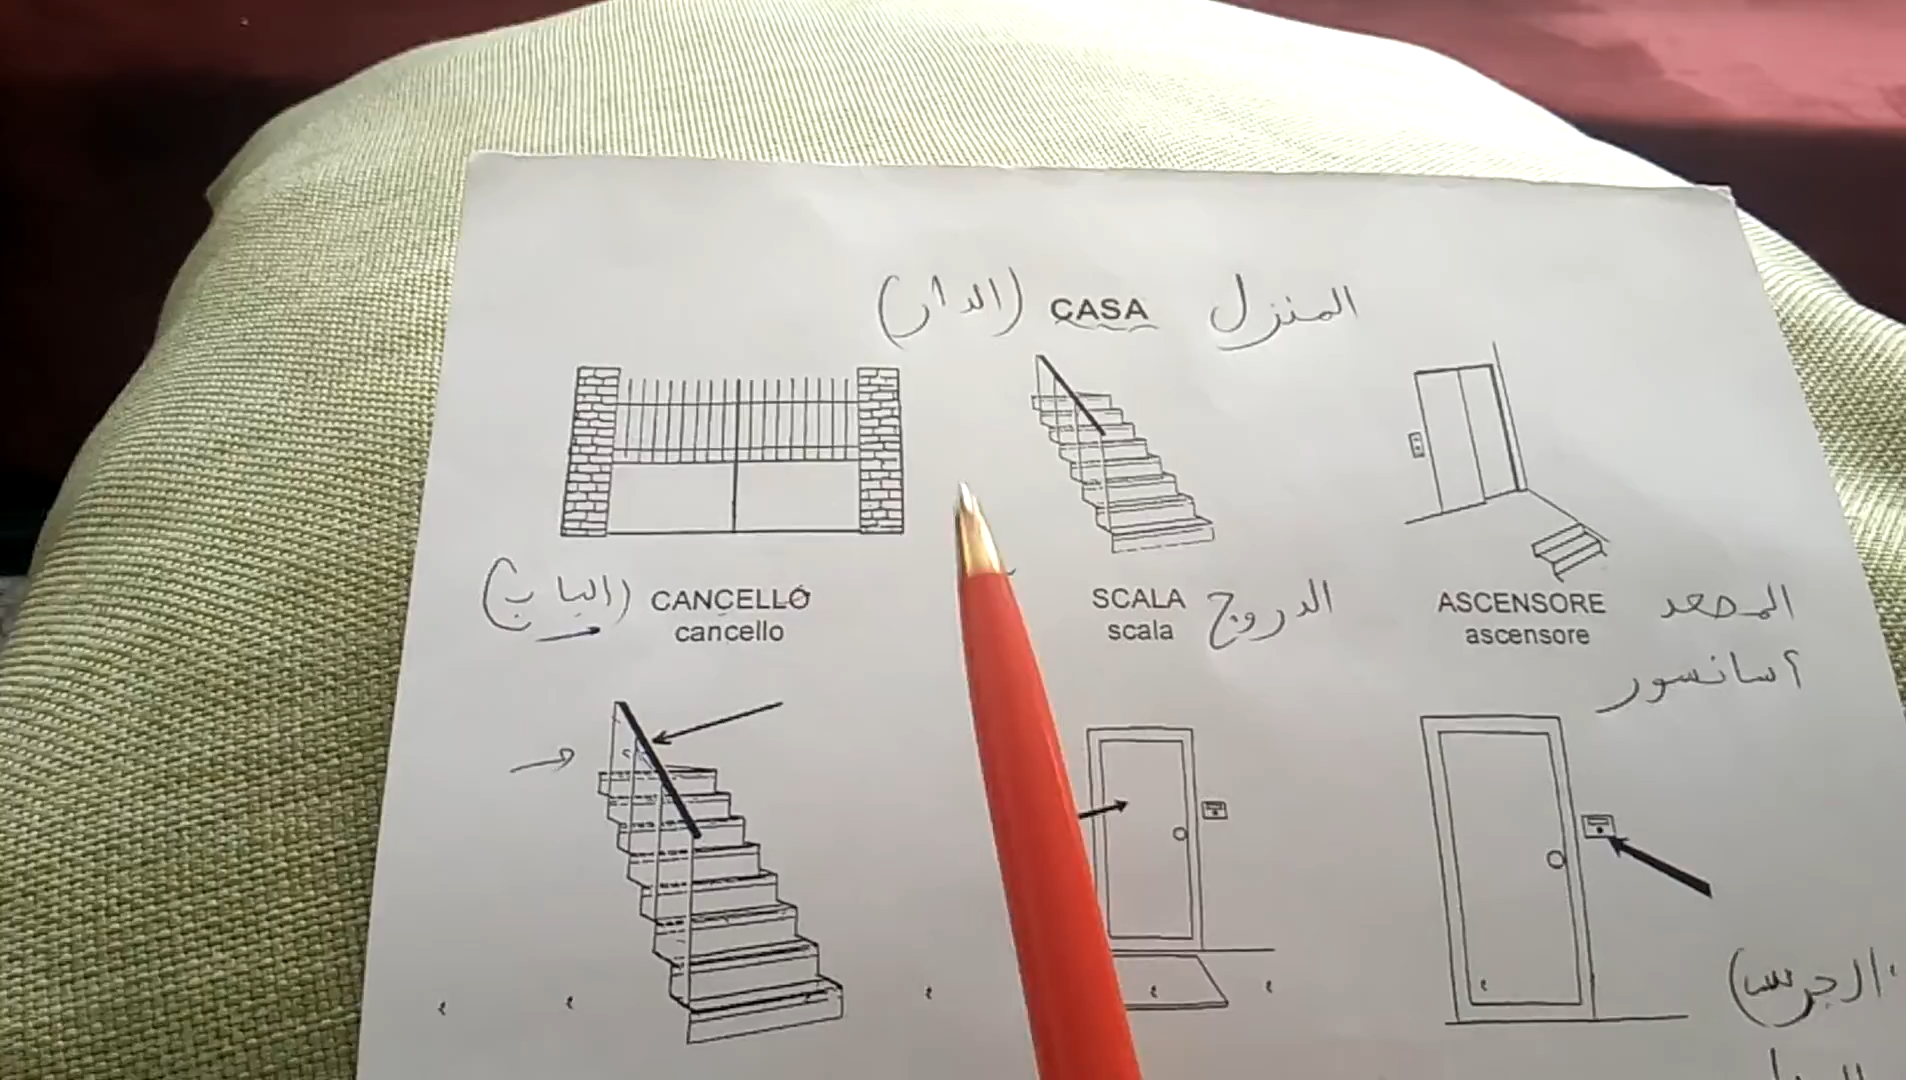 (الدار) CASA المنزل
(الباب) CANCELLO
cancello
SCALA الدروج
scala
ASCENSORE المصعد
ascensore
أسانسور
(الجرس)